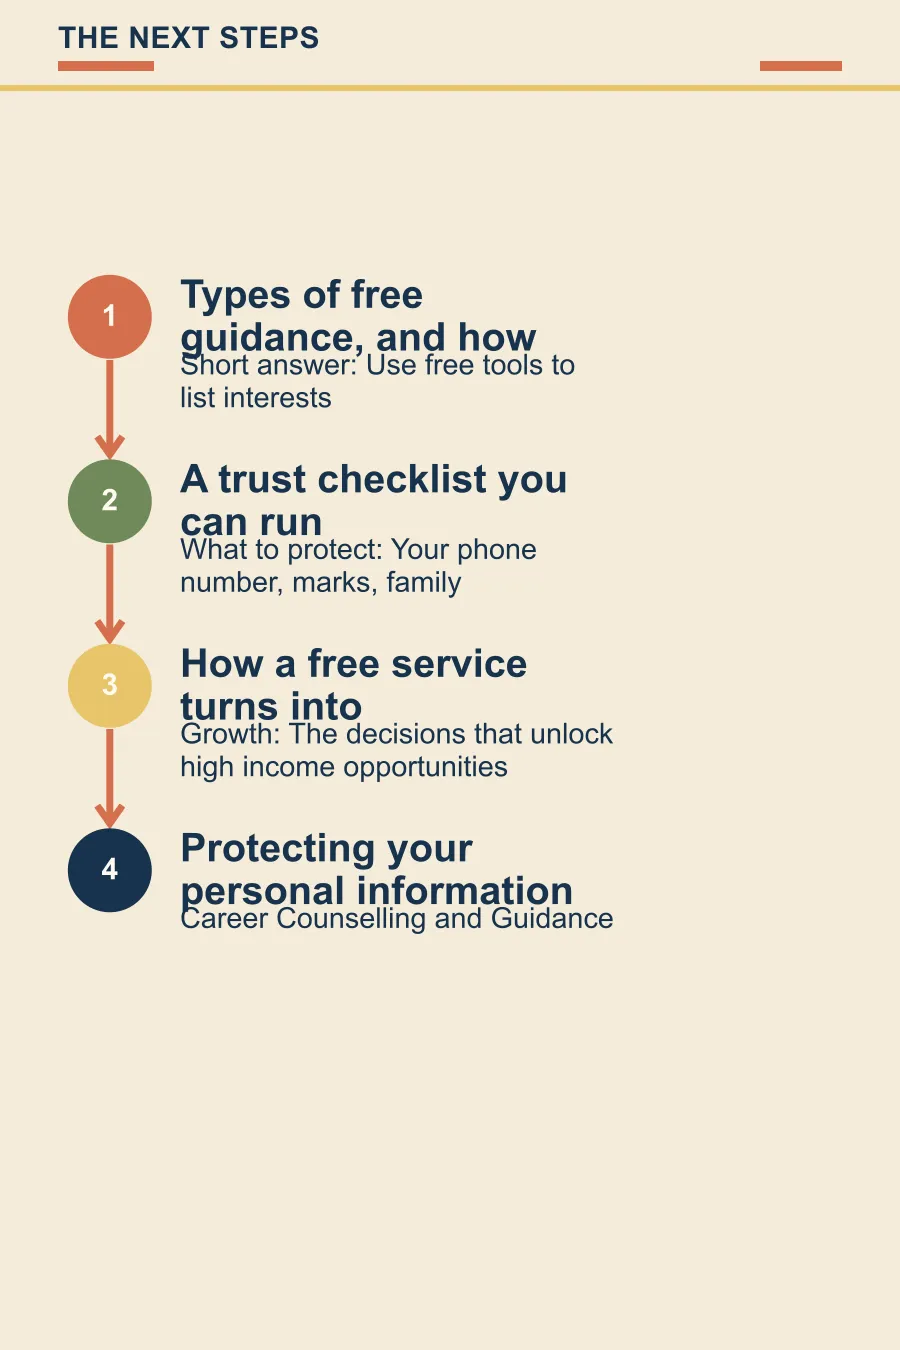 THE NEXT STEPS
1
Types of free
guidance, and how
Short answer: Use free tools to
list interests
2
A trust checklist you
can run
What to protect: Your phone
number, marks, family
3
How a free service
turns into
Growth: The decisions that unlock
high income opportunities
4
Protecting your
personal information
Career Counselling and Guidance